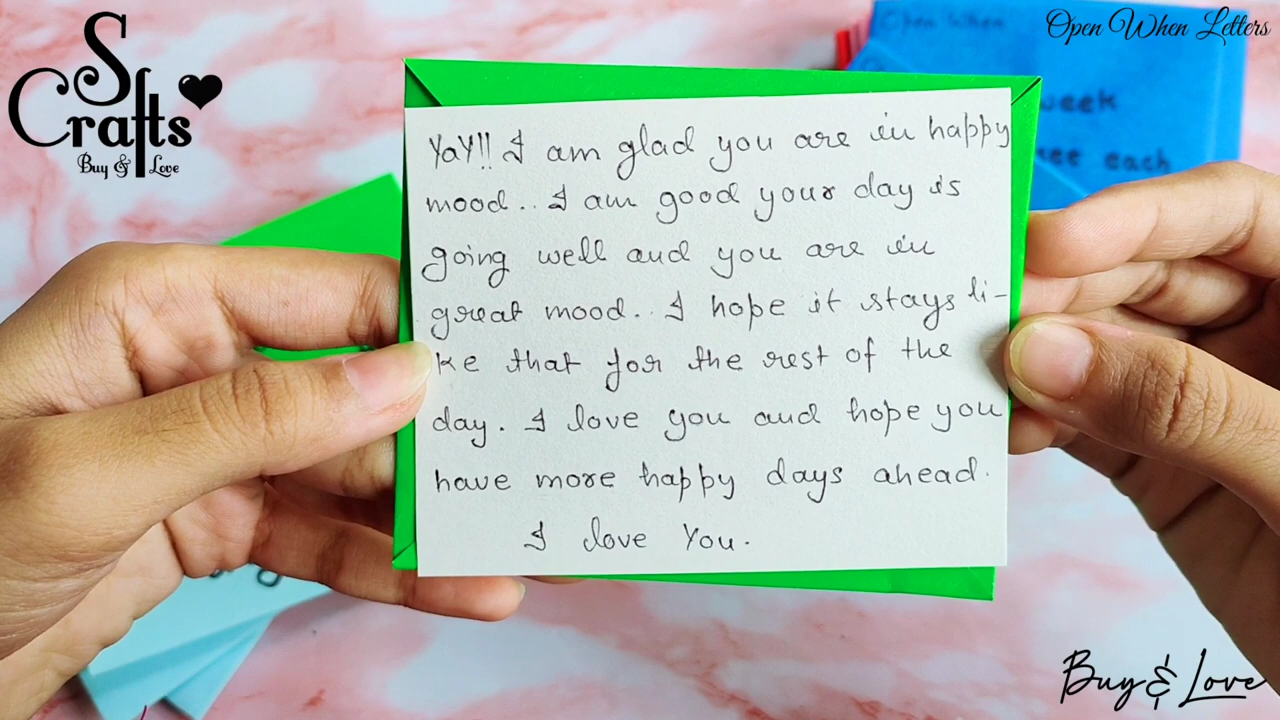 S
Crafts
Buy & Love
Open When Letters
Open When
week
each
YaY!! I am glad you are in happy
mood.. I am good your day is
going well and you are in
great mood.. I hope it stays li-
ke that for the rest of the
day. I love you and hope you
have more happy days ahead.
I love You.
Buy & Love